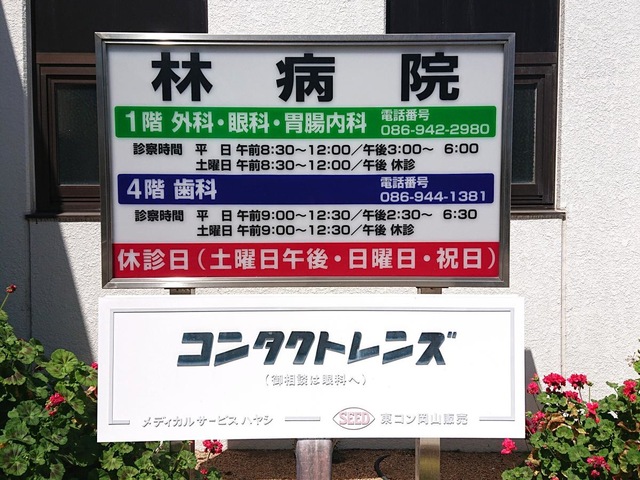 林 病 院
1階 外科・眼科・胃腸内科 電話番号 086-942-2980
診察時間 平 日 午前8:30〜12:30／午後3:00〜 6:00
土曜日 午前8:30〜12:00／午後 休診
4階 歯科 電話番号 086-944-1381
診察時間 平 日 午前9:00〜12:30／午後2:30〜 6:30
土曜日 午前9:00〜12:30／午後 休診
休診日(土曜日午後・日曜日・祝日)
コンタクトレンズ
(御相談は眼科へ)
メディカルサービスハヤシ SEED 東コン岡山販売